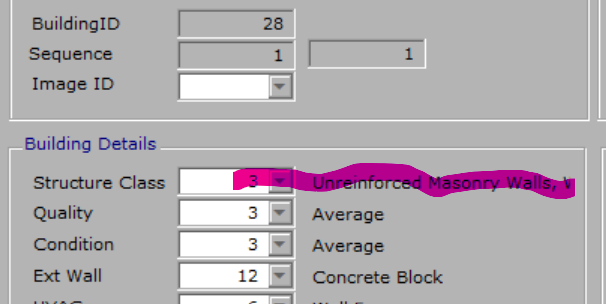 BuildingID 28
Sequence 1 1
Image ID
Building Details
Structure Class 3 Unreinforced Masonry Walls,
Quality 3 Average
Condition 3 Average
Ext Wall 12 Concrete Block